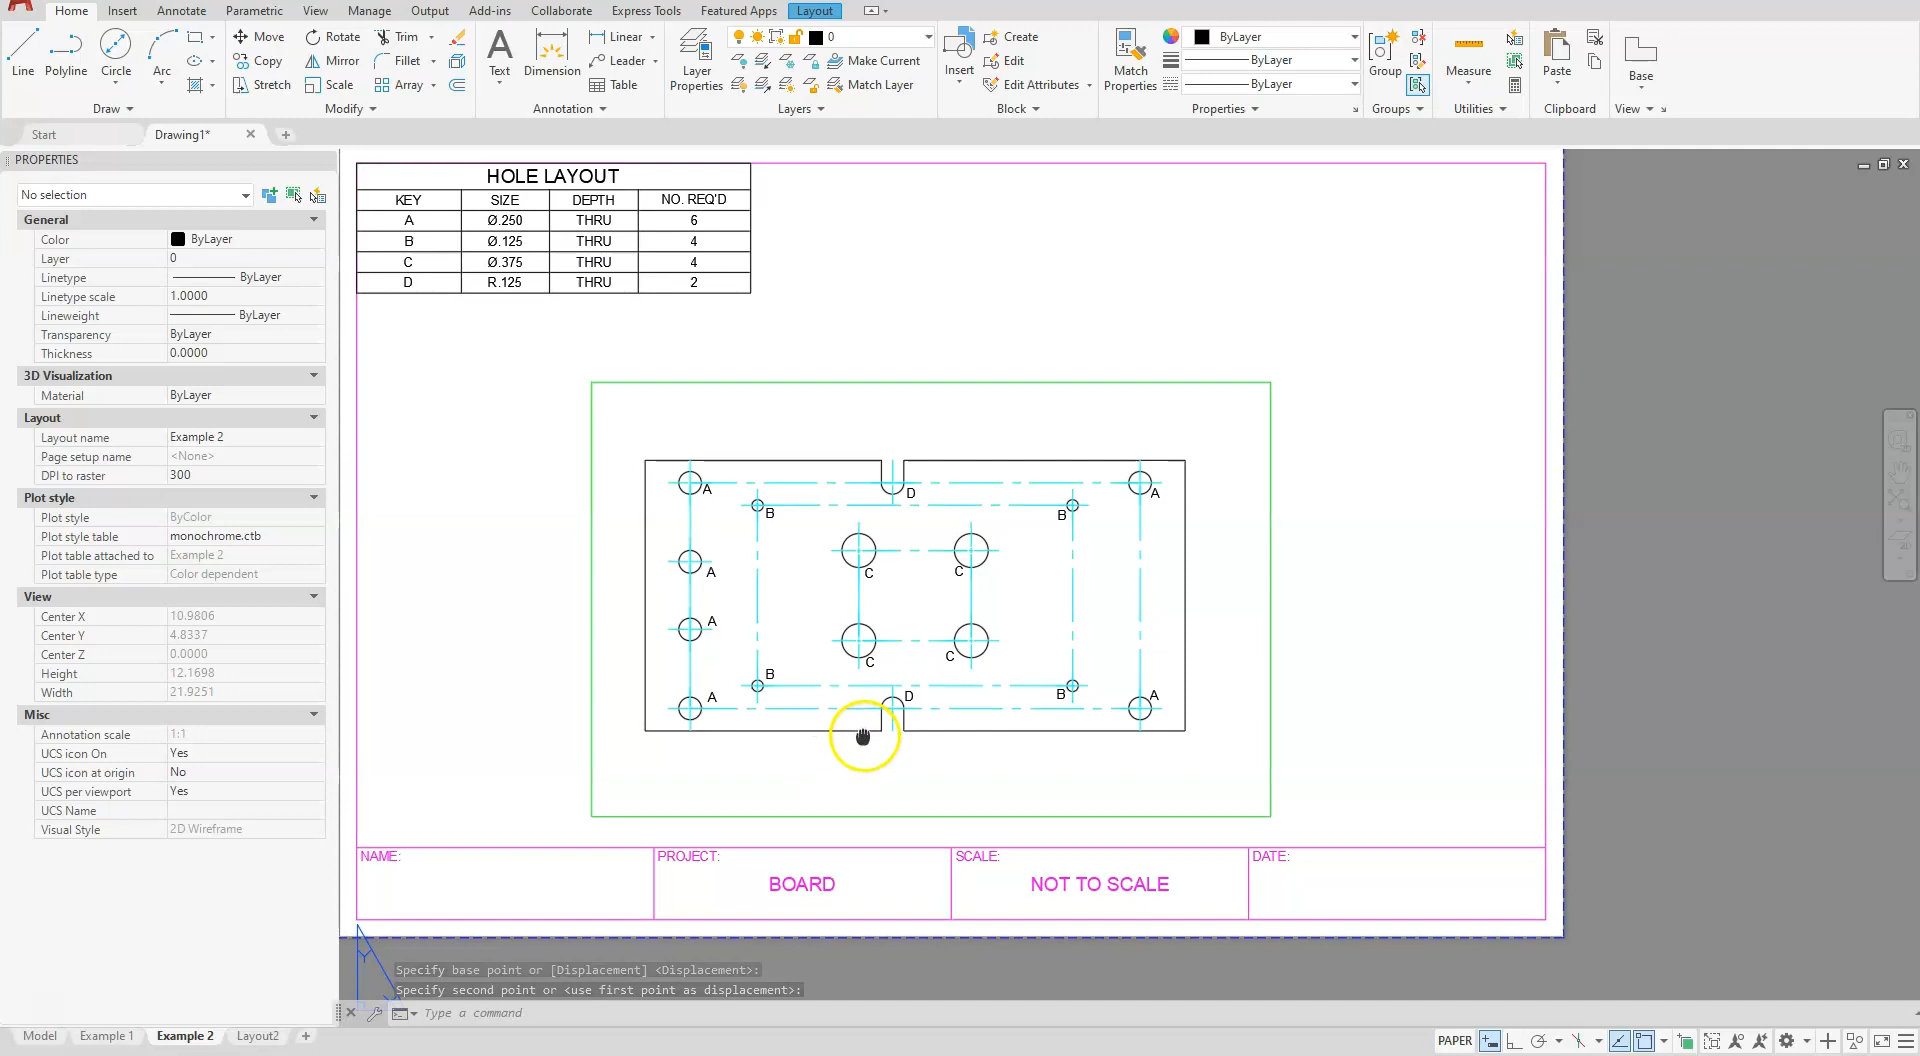 Home Insert Annotate Parametric View Manage Output Add-ins Collaborate Express Tools Featured Apps Layout
Line Polyline Circle Arc
Draw
Move Rotate Trim
Copy Mirror Fillet
Stretch Scale Array
Modify
Text Dimension
Linear
Leader
Table
Annotation
Layer Properties
0
Make Current
Match Layer
Layers
Insert
Create
Edit
Edit Attributes
Block
Match Properties
ByLayer
ByLayer
ByLayer
Properties
Group
Groups
Measure
Utilities
Paste
Clipboard
Base
View
Start Drawing1*
PROPERTIES
No selection
General
Color ByLayer
Layer 0
Linetype ByLayer
Linetype scale 1.0000
Lineweight ByLayer
Transparency ByLayer
Thickness 0.0000
3D Visualization
Material ByLayer
Layout
Layout name Example 2
Page setup name <None>
DPI to raster 300
Plot style
Plot style ByColor
Plot style table monochrome.ctb
Plot table attached to Example 2
Plot table type Color dependent
View
Center X 10.9806
Center Y 4.8337
Center Z 0.0000
Height 12.1698
Width 21.9251
Misc
Annotation scale 1:1
UCS icon On Yes
UCS icon at origin No
UCS per viewport Yes
UCS Name
Visual Style 2D Wireframe
HOLE LAYOUT
KEY SIZE DEPTH NO. REQ'D
A Ø.250 THRU 6
B Ø.125 THRU 4
C Ø.375 THRU 4
D R.125 THRU 2
A D A
B B
A C C
A
C C
B
A D B A
NAME: PROJECT: SCALE: DATE:
BOARD NOT TO SCALE
Y
Specify base point or [Displacement] <Displacement>:
Specify second point or <use first point as displacement>:
Type a command
Model Example 1 Example 2 Layout2
PAPER